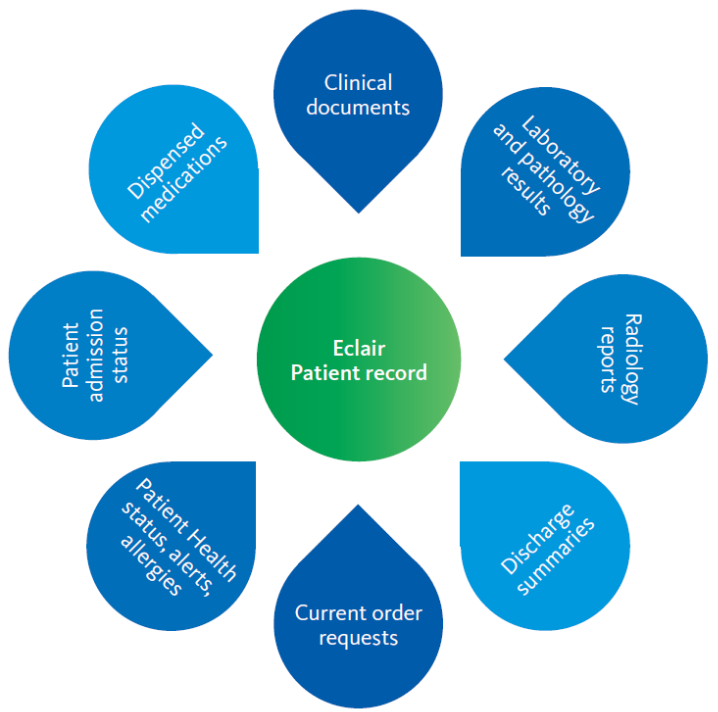 Clinical
documents
Laboratory
and pathology
results
Radiology
reports
Discharge
summaries
Current order
requests
Patient Health
status, alerts,
allergies
Patient
admission
status
Dispensed
medications
Eclair
Patient record